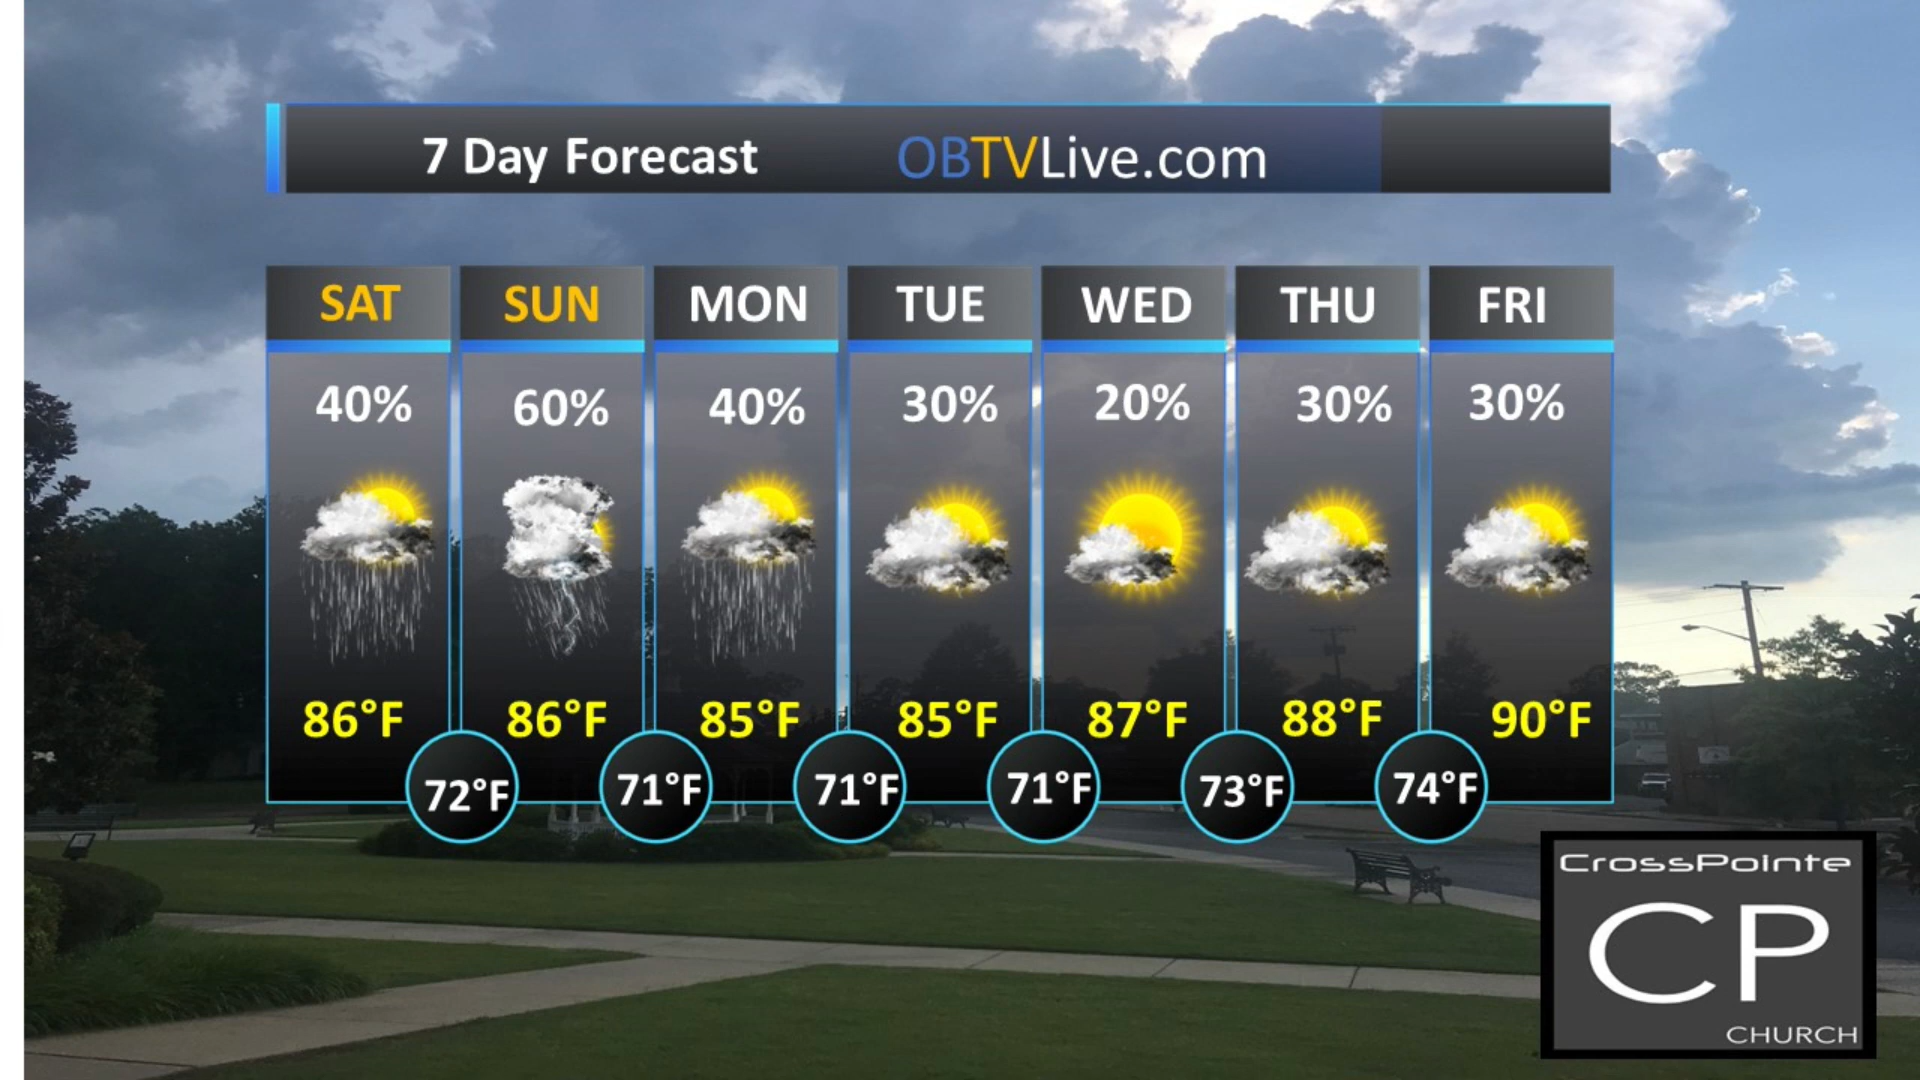 7 Day Forecast OBTVLive.com
SAT SUN MON TUE WED THU FRI
40% 60% 40% 30% 20% 30% 30%
86°F 86°F 85°F 85°F 87°F 88°F 90°F
72°F 71°F 71°F 71°F 73°F 74°F
CrossPointe
CP
CHURCH